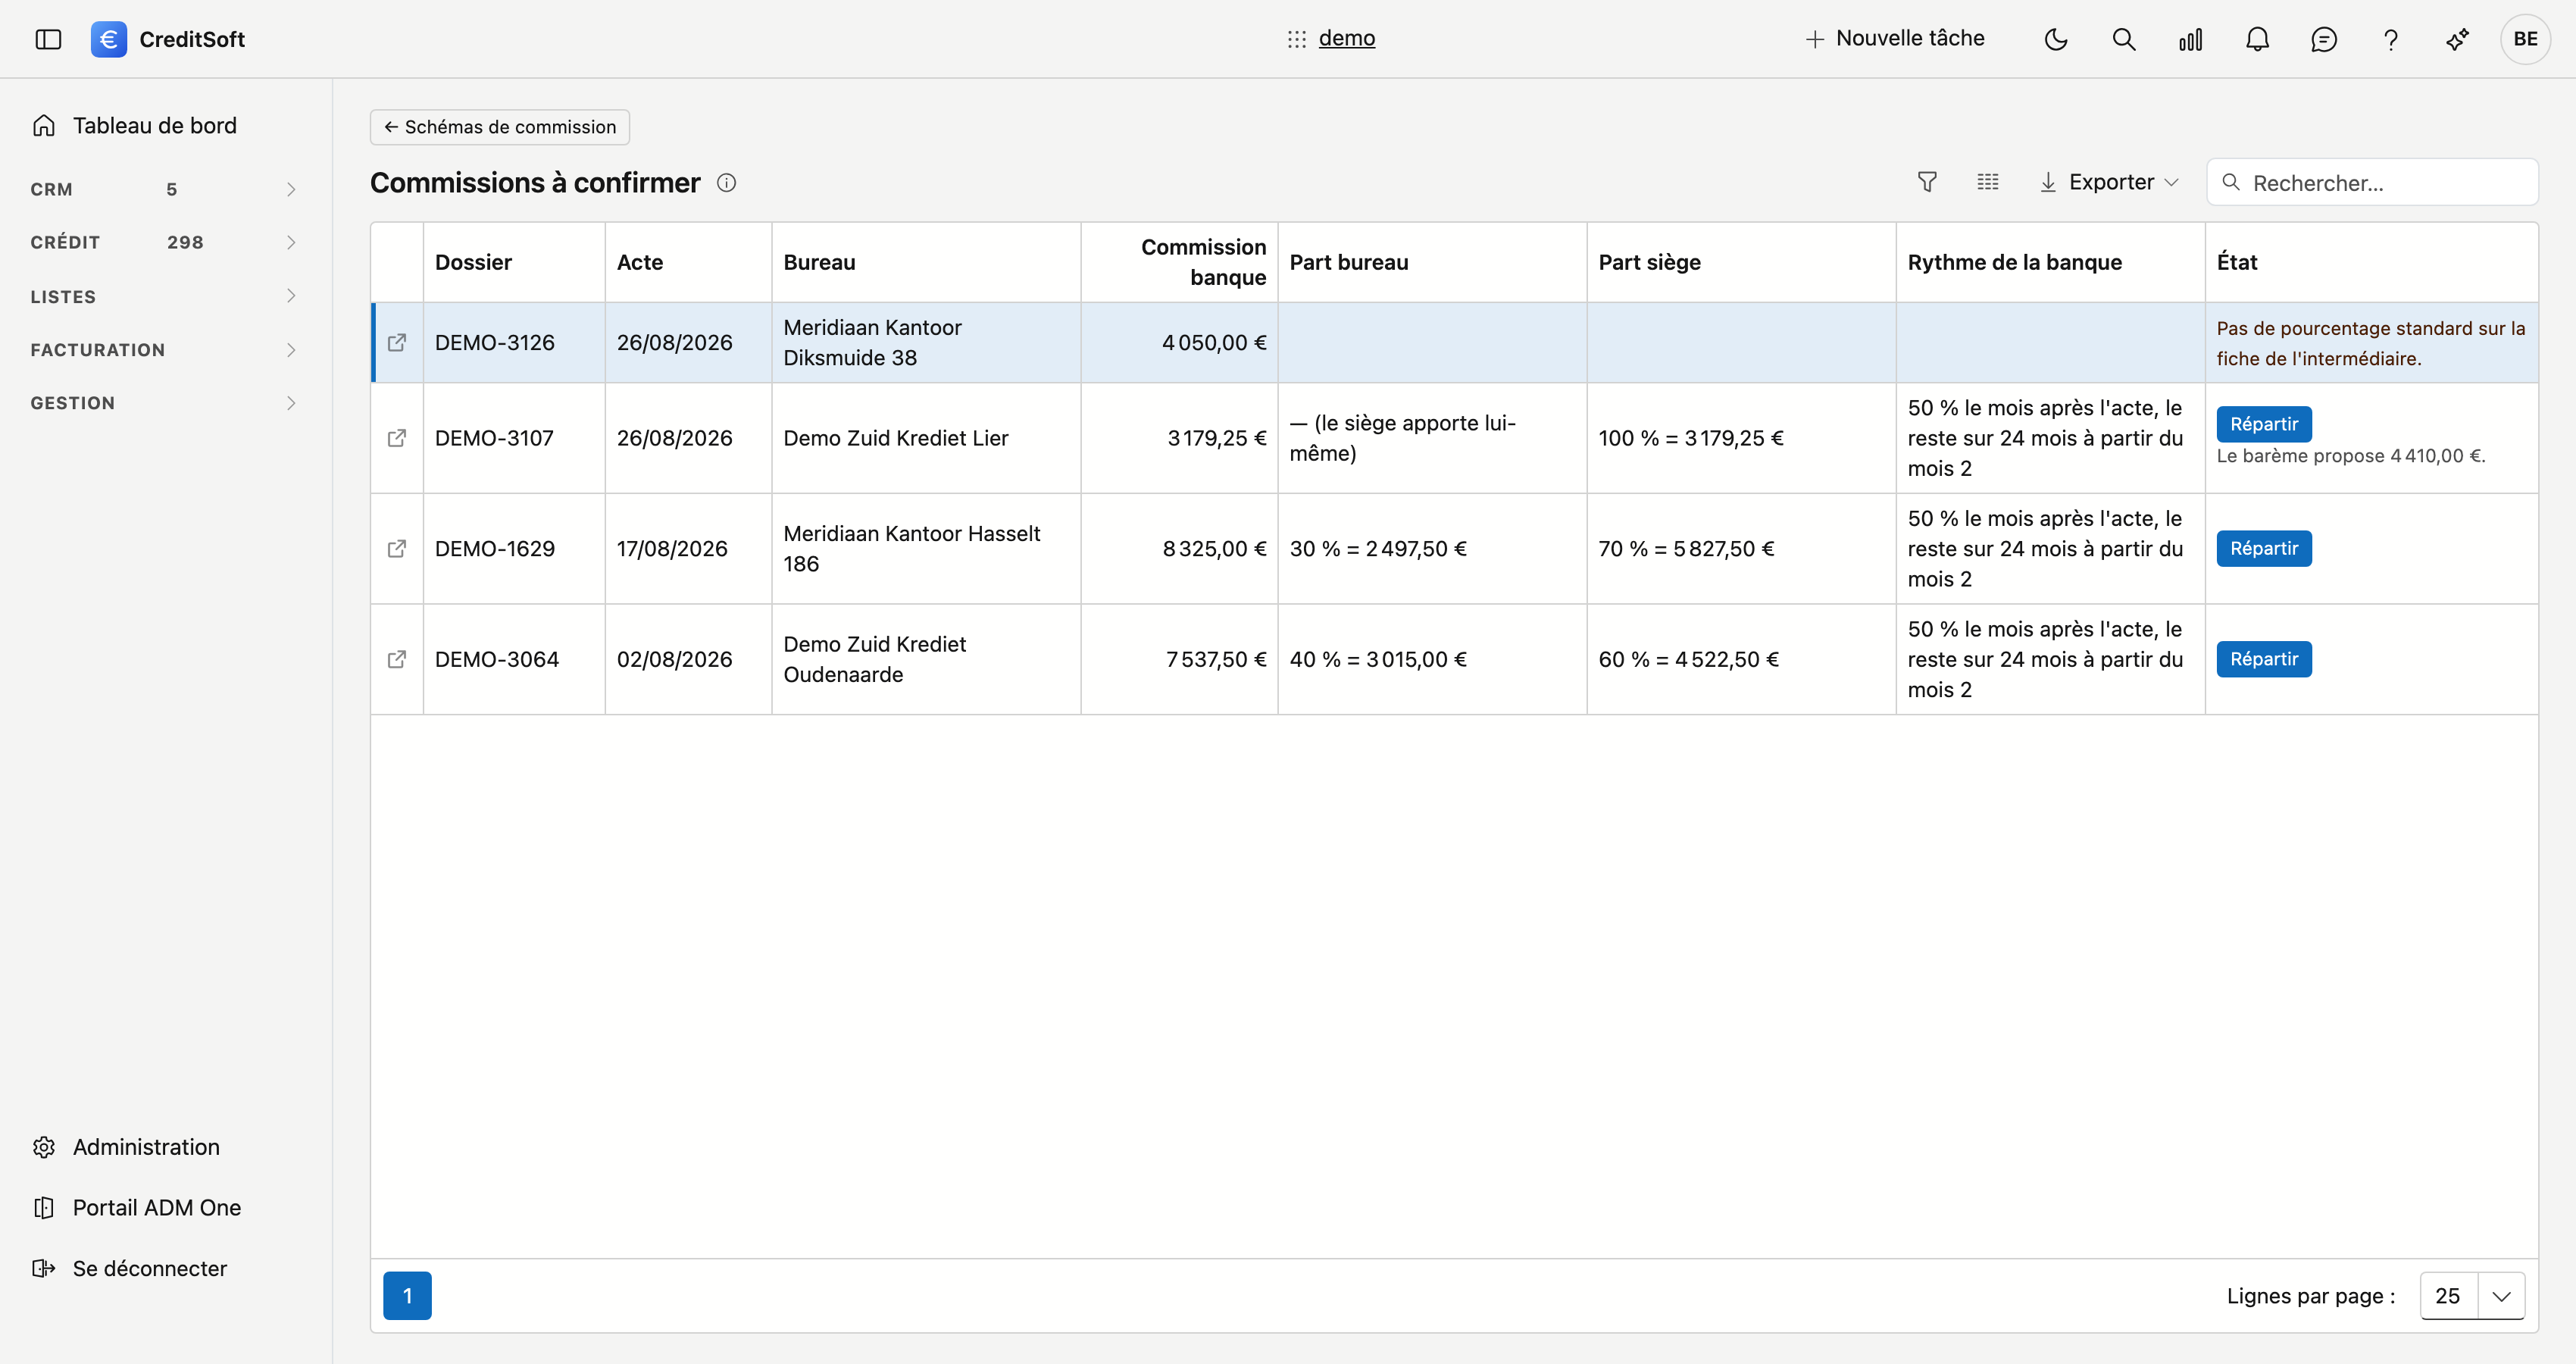 CreditSoft
demo
Nouvelle tâche
BE
Tableau de bord
CRM 5
CRÉDIT 298
LISTES
FACTURATION
GESTION
Administration
Portail ADM One
Se déconnecter
← Schémas de commission
Commissions à confirmer
Exporter
Rechercher...
Dossier
Acte
Bureau
Commission
banque
Part bureau
Part siège
Rythme de la banque
État
DEMO-3126
26/08/2026
Meridiaan Kantoor
Diksmuide 38
4 050,00 €
Pas de pourcentage standard sur la
fiche de l'intermédiaire.
DEMO-3107
26/08/2026
Demo Zuid Krediet Lier
3 179,25 €
— (le siège apporte lui-
même)
100 % = 3 179,25 €
50 % le mois après l'acte, le
reste sur 24 mois à partir du
mois 2
Répartir
Le barème propose 4 410,00 €.
DEMO-1629
17/08/2026
Meridiaan Kantoor Hasselt
186
8 325,00 €
30 % = 2 497,50 €
70 % = 5 827,50 €
50 % le mois après l'acte, le
reste sur 24 mois à partir du
mois 2
Répartir
DEMO-3064
02/08/2026
Demo Zuid Krediet
Oudenaarde
7 537,50 €
40 % = 3 015,00 €
60 % = 4 522,50 €
50 % le mois après l'acte, le
reste sur 24 mois à partir du
mois 2
Répartir
1
Lignes par page :
25